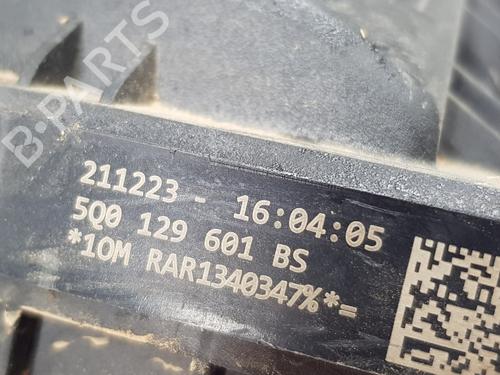 B-PARTS
211223 - 16:04:05
5Q0 129 601 BS
*10M RAR1340347%*=